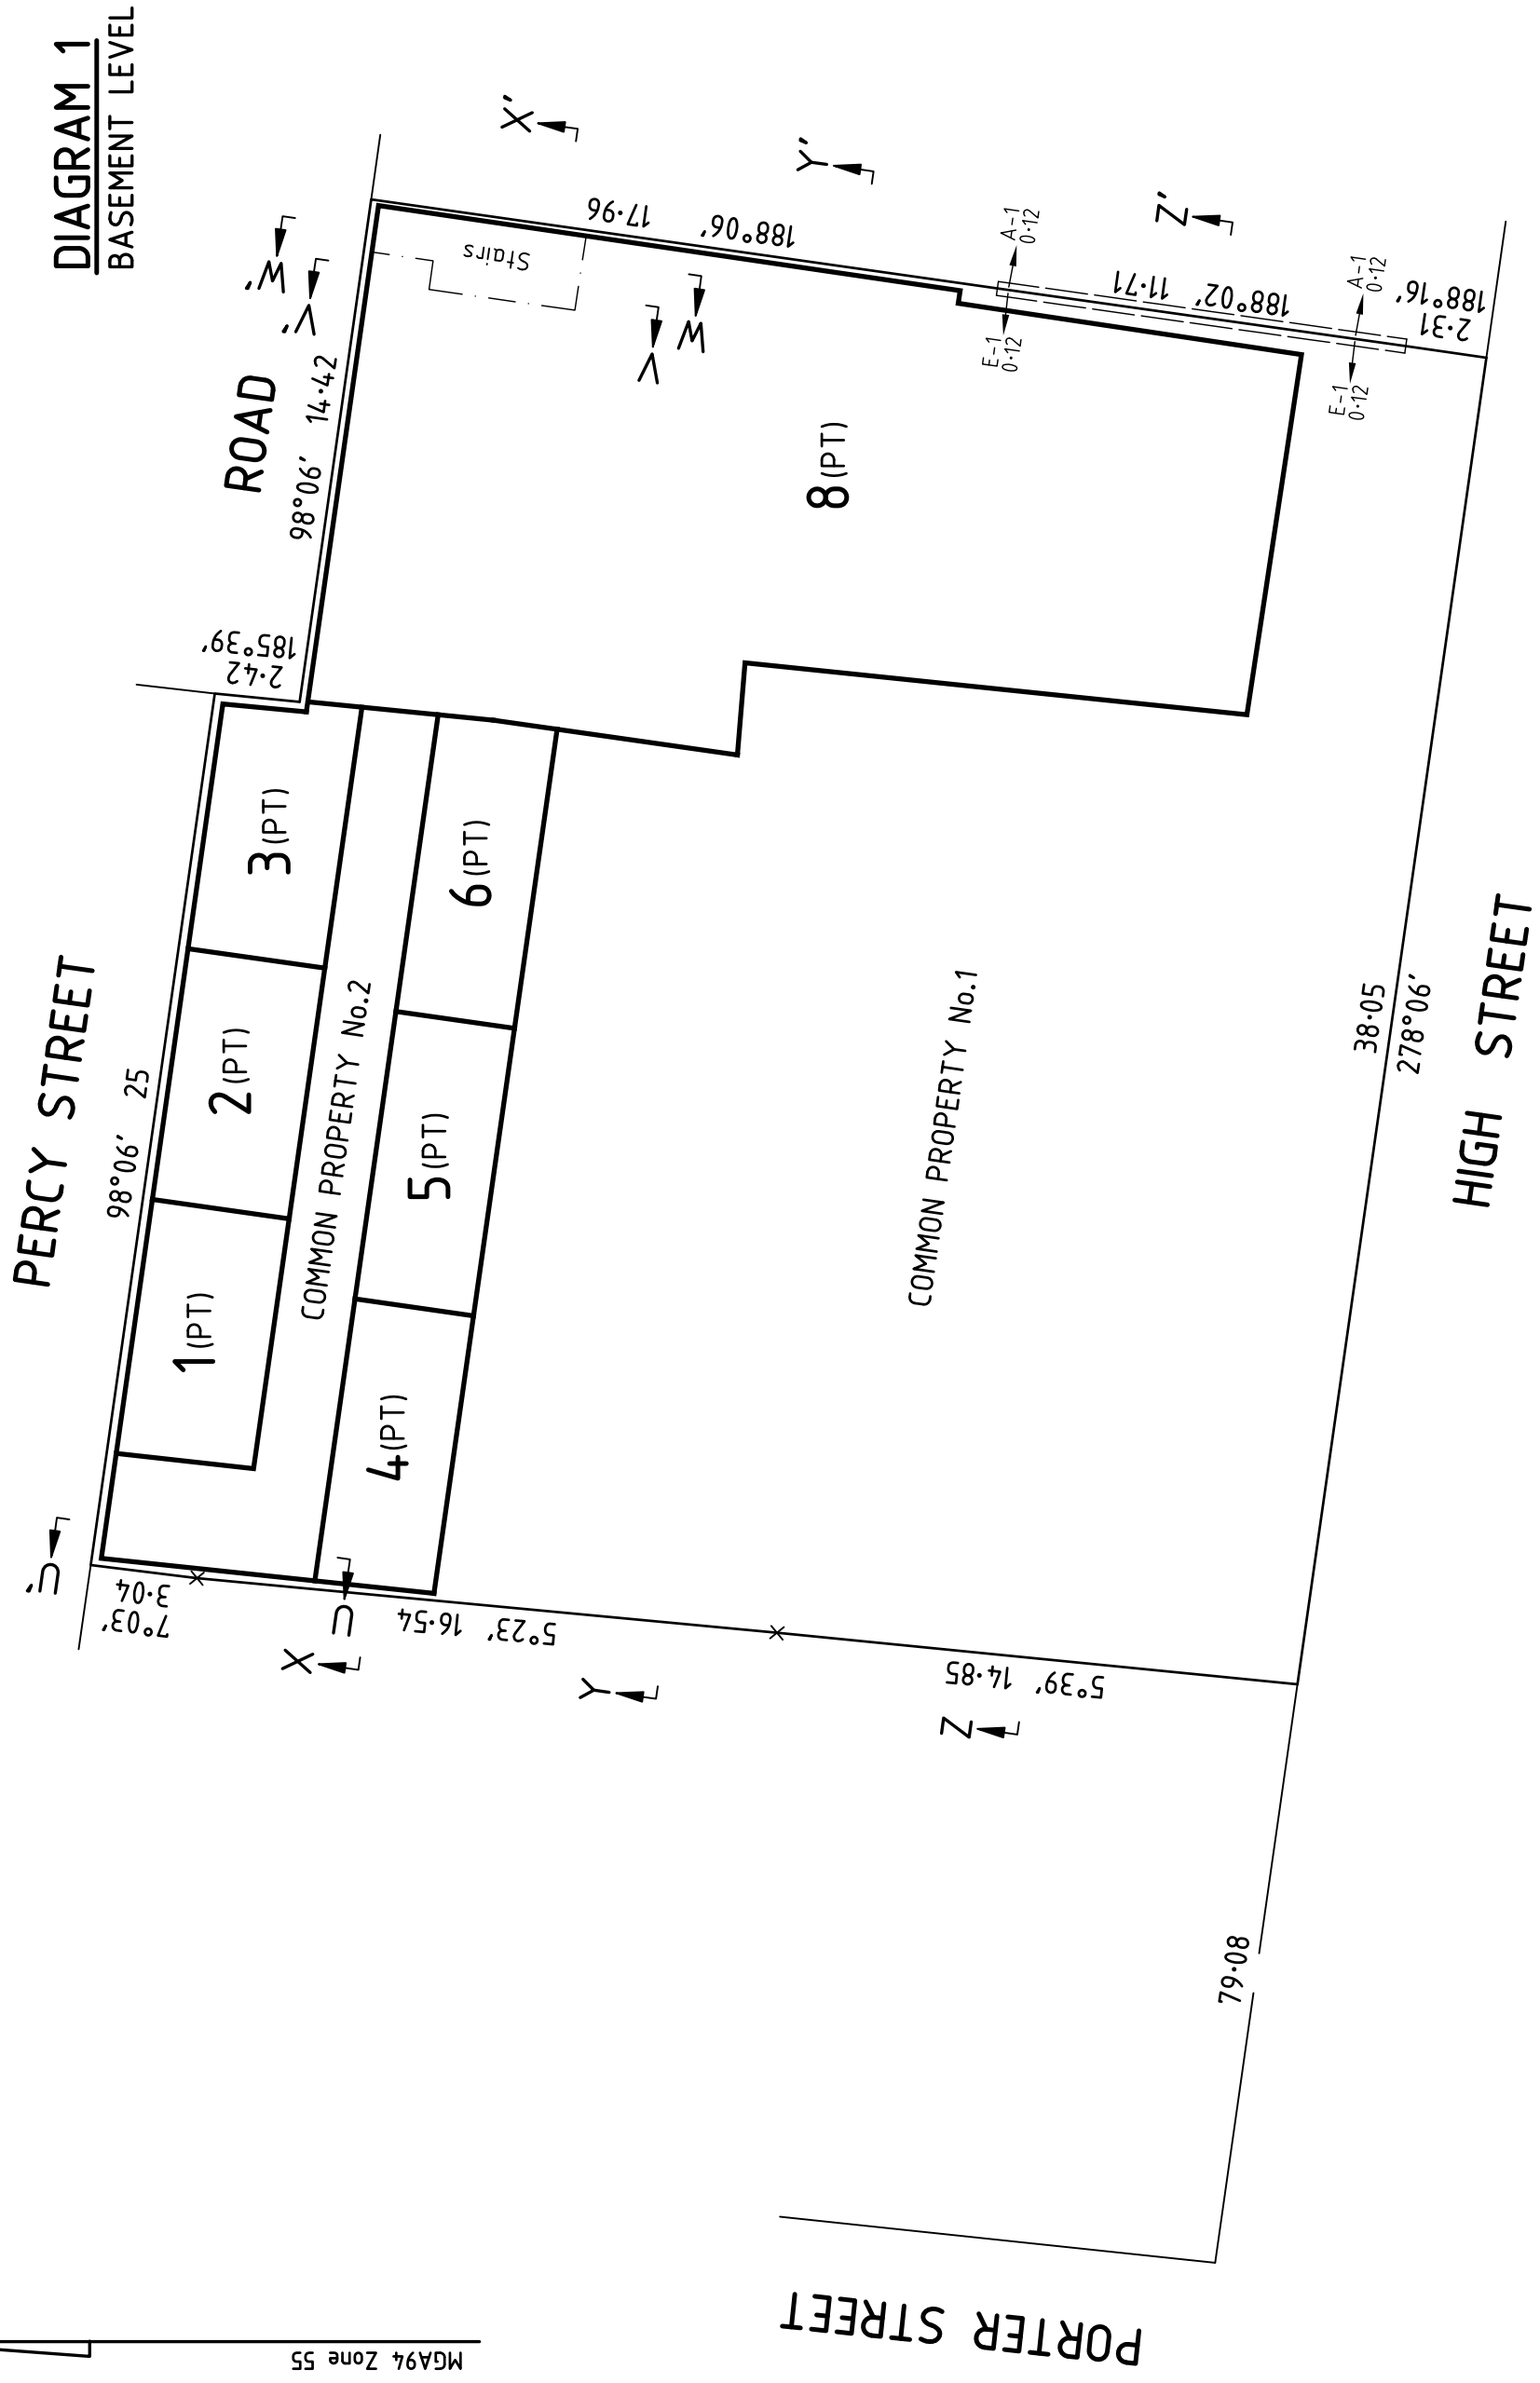 DIAGRAM 1
BASEMENT LEVEL
PERCY STREET
ROAD
98°06′ 25
185°39′
2·42
98°06′ 14·42
Stairs
17·96 188°06′
11·71 188°02′
188°16′
2·31
A-1
0·12
A-1
0·12
E-1
0·12
E-1
0·12
U′
U
V′
V
W′
W
X′
X
Y′
Y
Z′
Z
1(PT)
2(PT)
3(PT)
4(PT)
5(PT)
6(PT)
8(PT)
COMMON PROPERTY No.2
COMMON PROPERTY No.1
7°03′
3·04
16·54 5°23′
14·85 5°39′
38·05
278°06′
79·08
HIGH STREET
PORTER STREET
MGA94 Zone 55